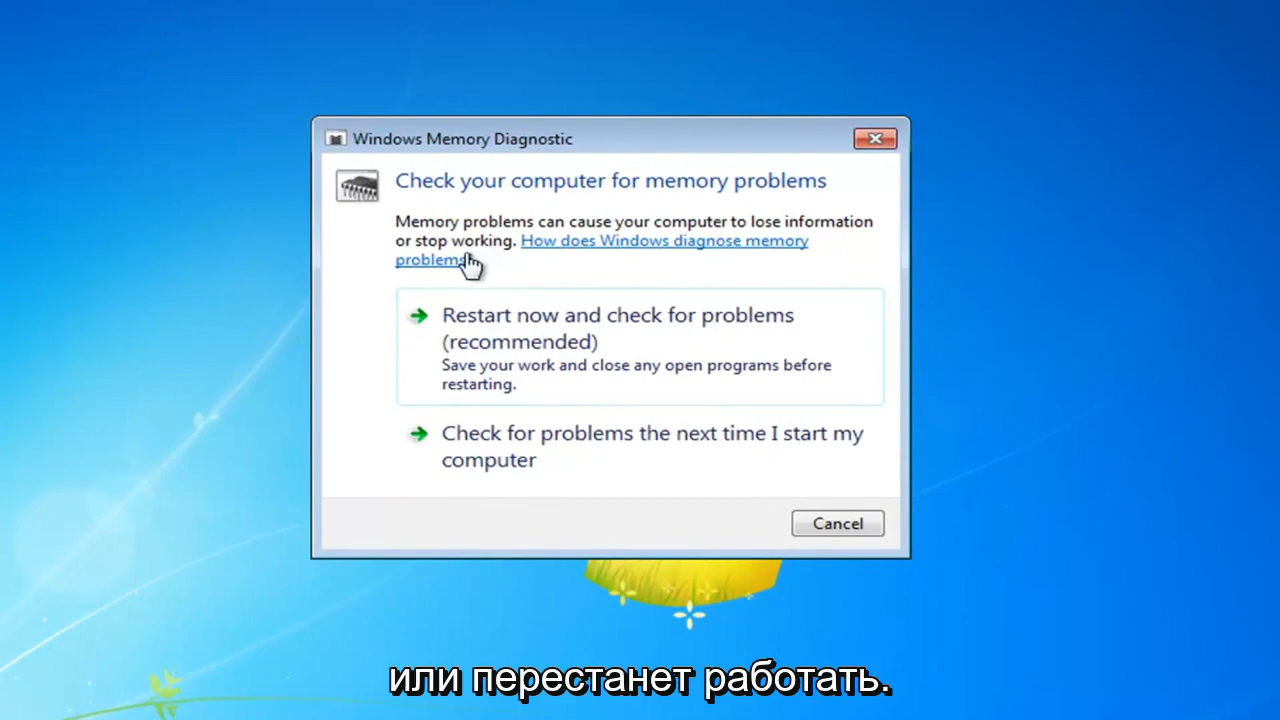 Windows Memory Diagnostic
Check your computer for memory problems
Memory problems can cause your computer to lose information
or stop working. How does Windows diagnose memory
problems
Restart now and check for problems
(recommended)
Save your work and close any open programs before
restarting.
Check for problems the next time I start my
computer
Cancel
или перестанет работать.